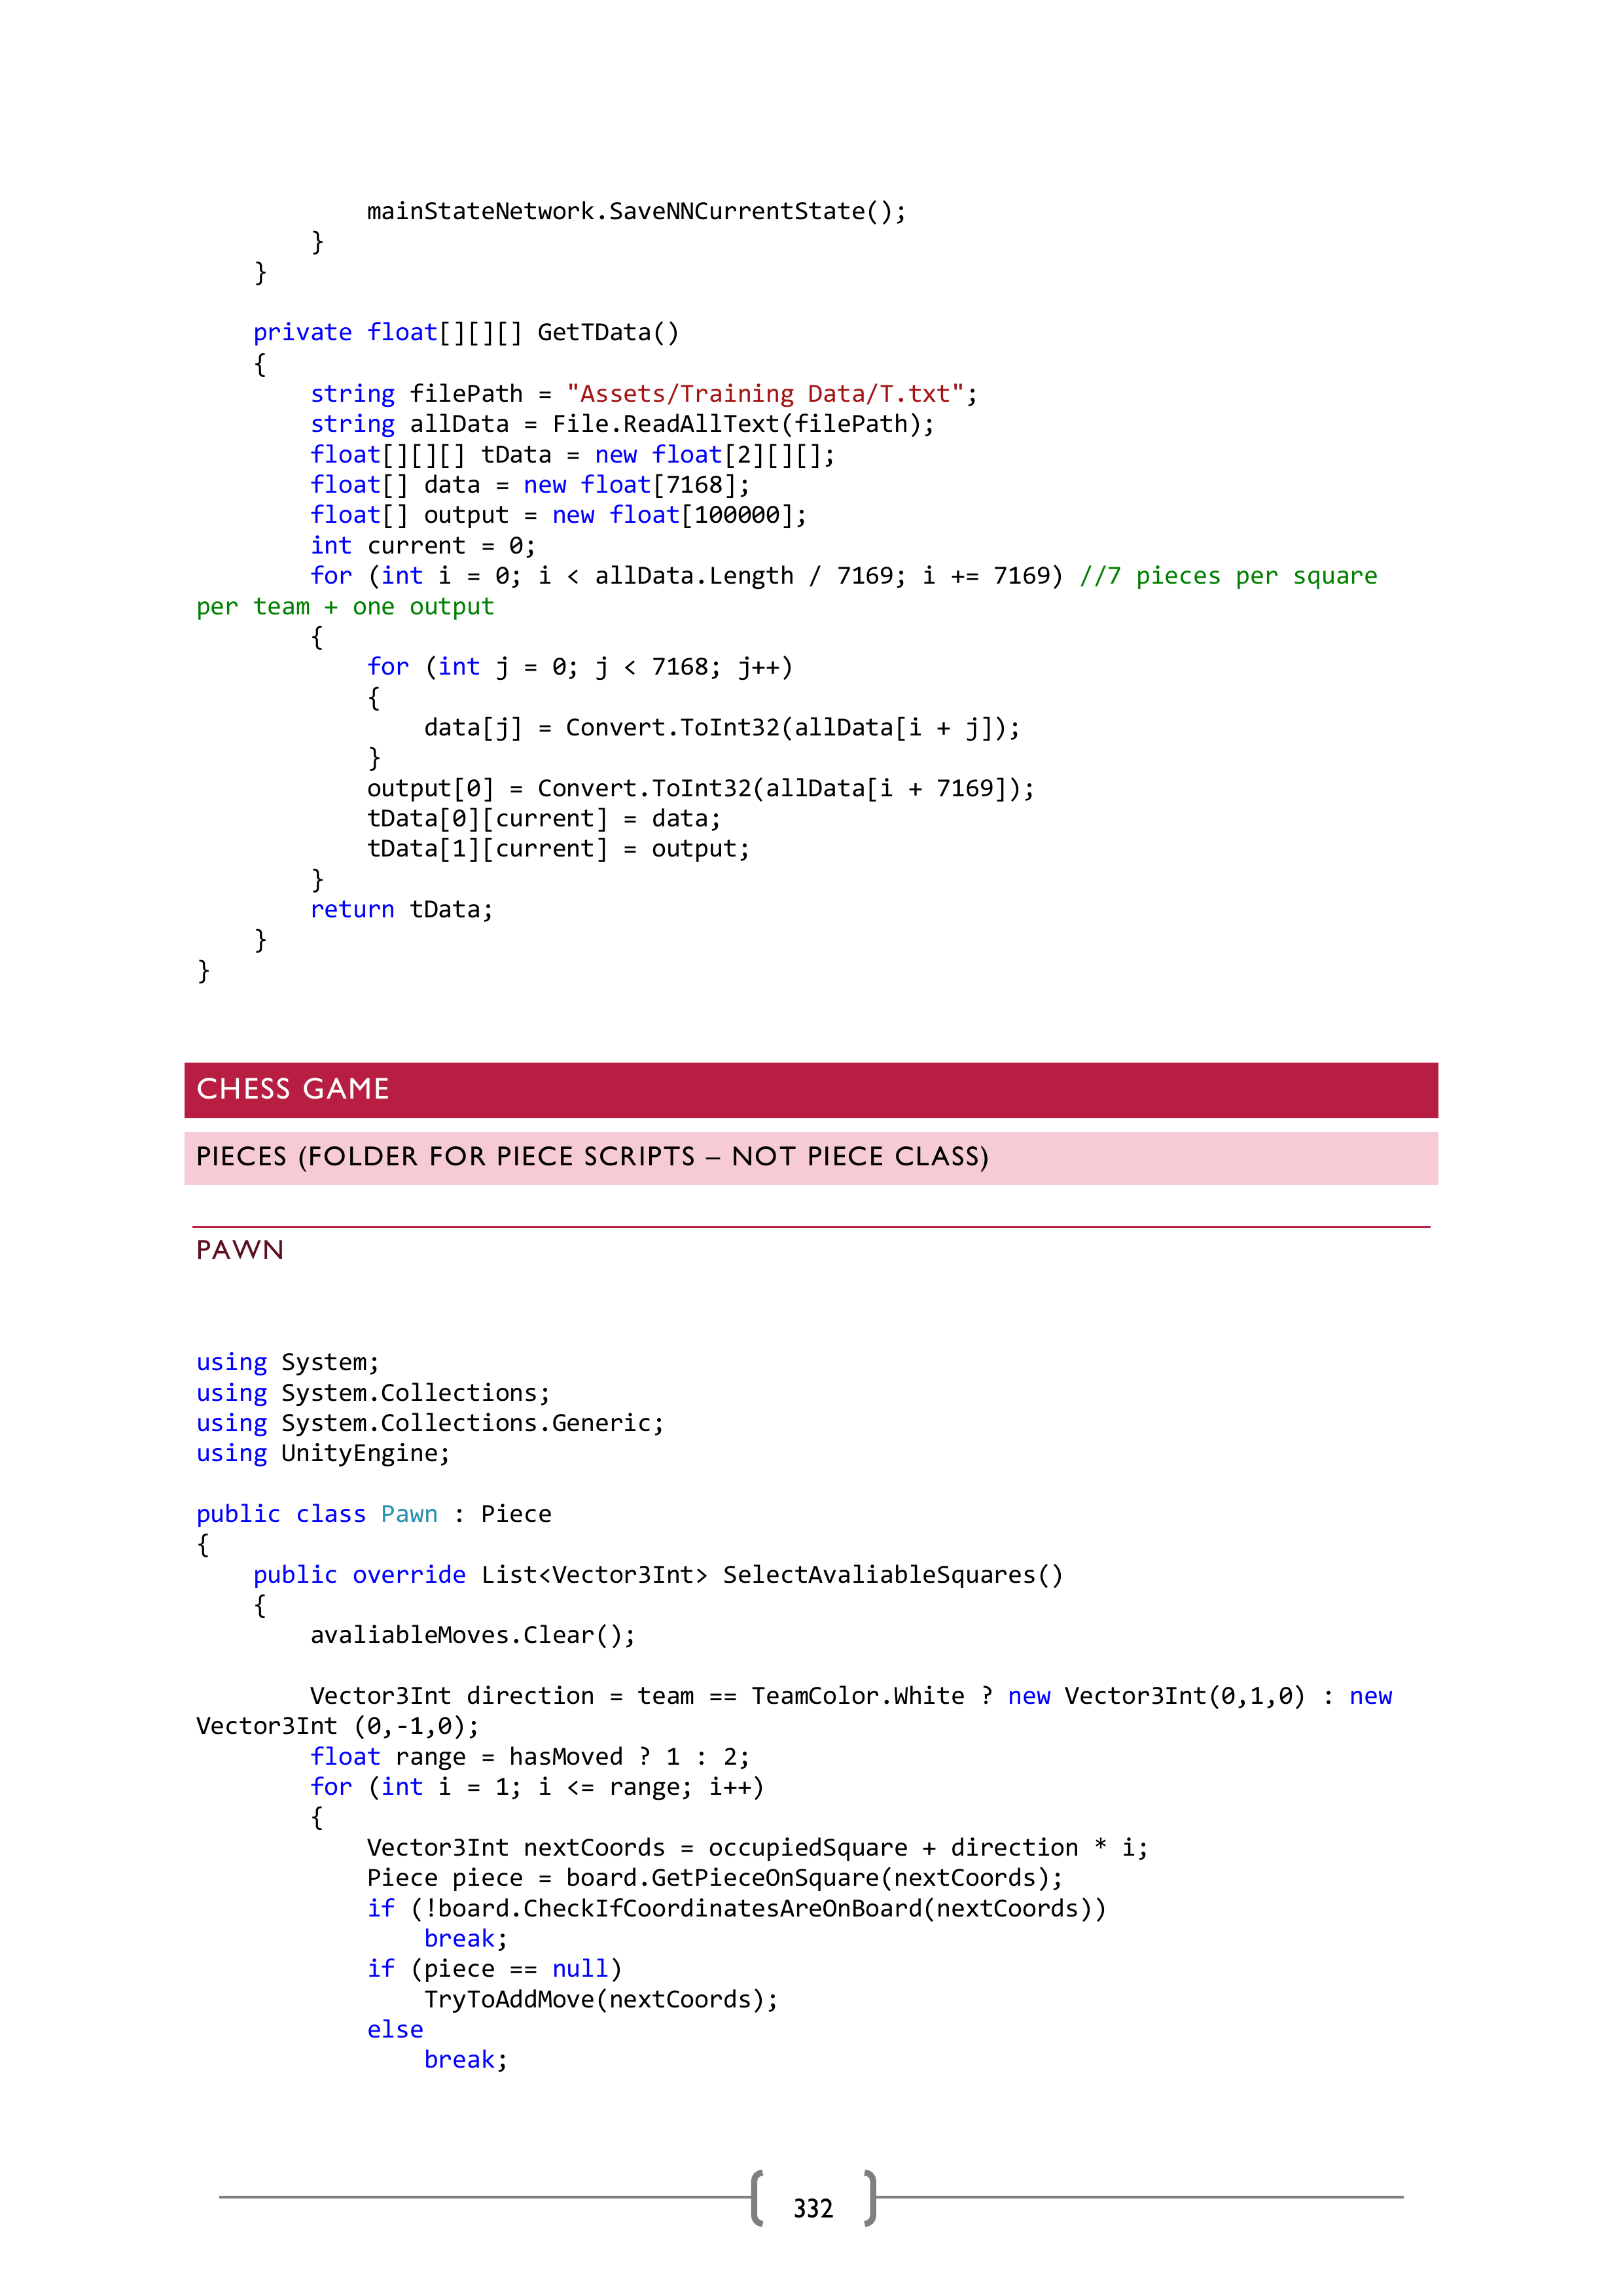 mainStateNetwork.SaveNNCurrentState();
        }
    }

    private float[][][] GetTData()
    {
        string filePath = "Assets/Training Data/T.txt";
        string allData = File.ReadAllText(filePath);
        float[][][] tData = new float[2][][];
        float[] data = new float[7168];
        float[] output = new float[100000];
        int current = 0;
        for (int i = 0; i < allData.Length / 7169; i += 7169) //7 pieces per square
per team + one output
        {
            for (int j = 0; j < 7168; j++)
            {
                data[j] = Convert.ToInt32(allData[i + j]);
            }
            output[0] = Convert.ToInt32(allData[i + 7169]);
            tData[0][current] = data;
            tData[1][current] = output;
        }
        return tData;
    }
}

CHESS GAME
PIECES (FOLDER FOR PIECE SCRIPTS – NOT PIECE CLASS)
PAWN

using System;
using System.Collections;
using System.Collections.Generic;
using UnityEngine;

public class Pawn : Piece
{
    public override List<Vector3Int> SelectAvaliableSquares()
    {
        avaliableMoves.Clear();

        Vector3Int direction = team == TeamColor.White ? new Vector3Int(0,1,0) : new
Vector3Int (0,-1,0);
        float range = hasMoved ? 1 : 2;
        for (int i = 1; i <= range; i++)
        {
            Vector3Int nextCoords = occupiedSquare + direction * i;
            Piece piece = board.GetPieceOnSquare(nextCoords);
            if (!board.CheckIfCoordinatesAreOnBoard(nextCoords))
                break;
            if (piece == null)
                TryToAddMove(nextCoords);
            else
                break;

332